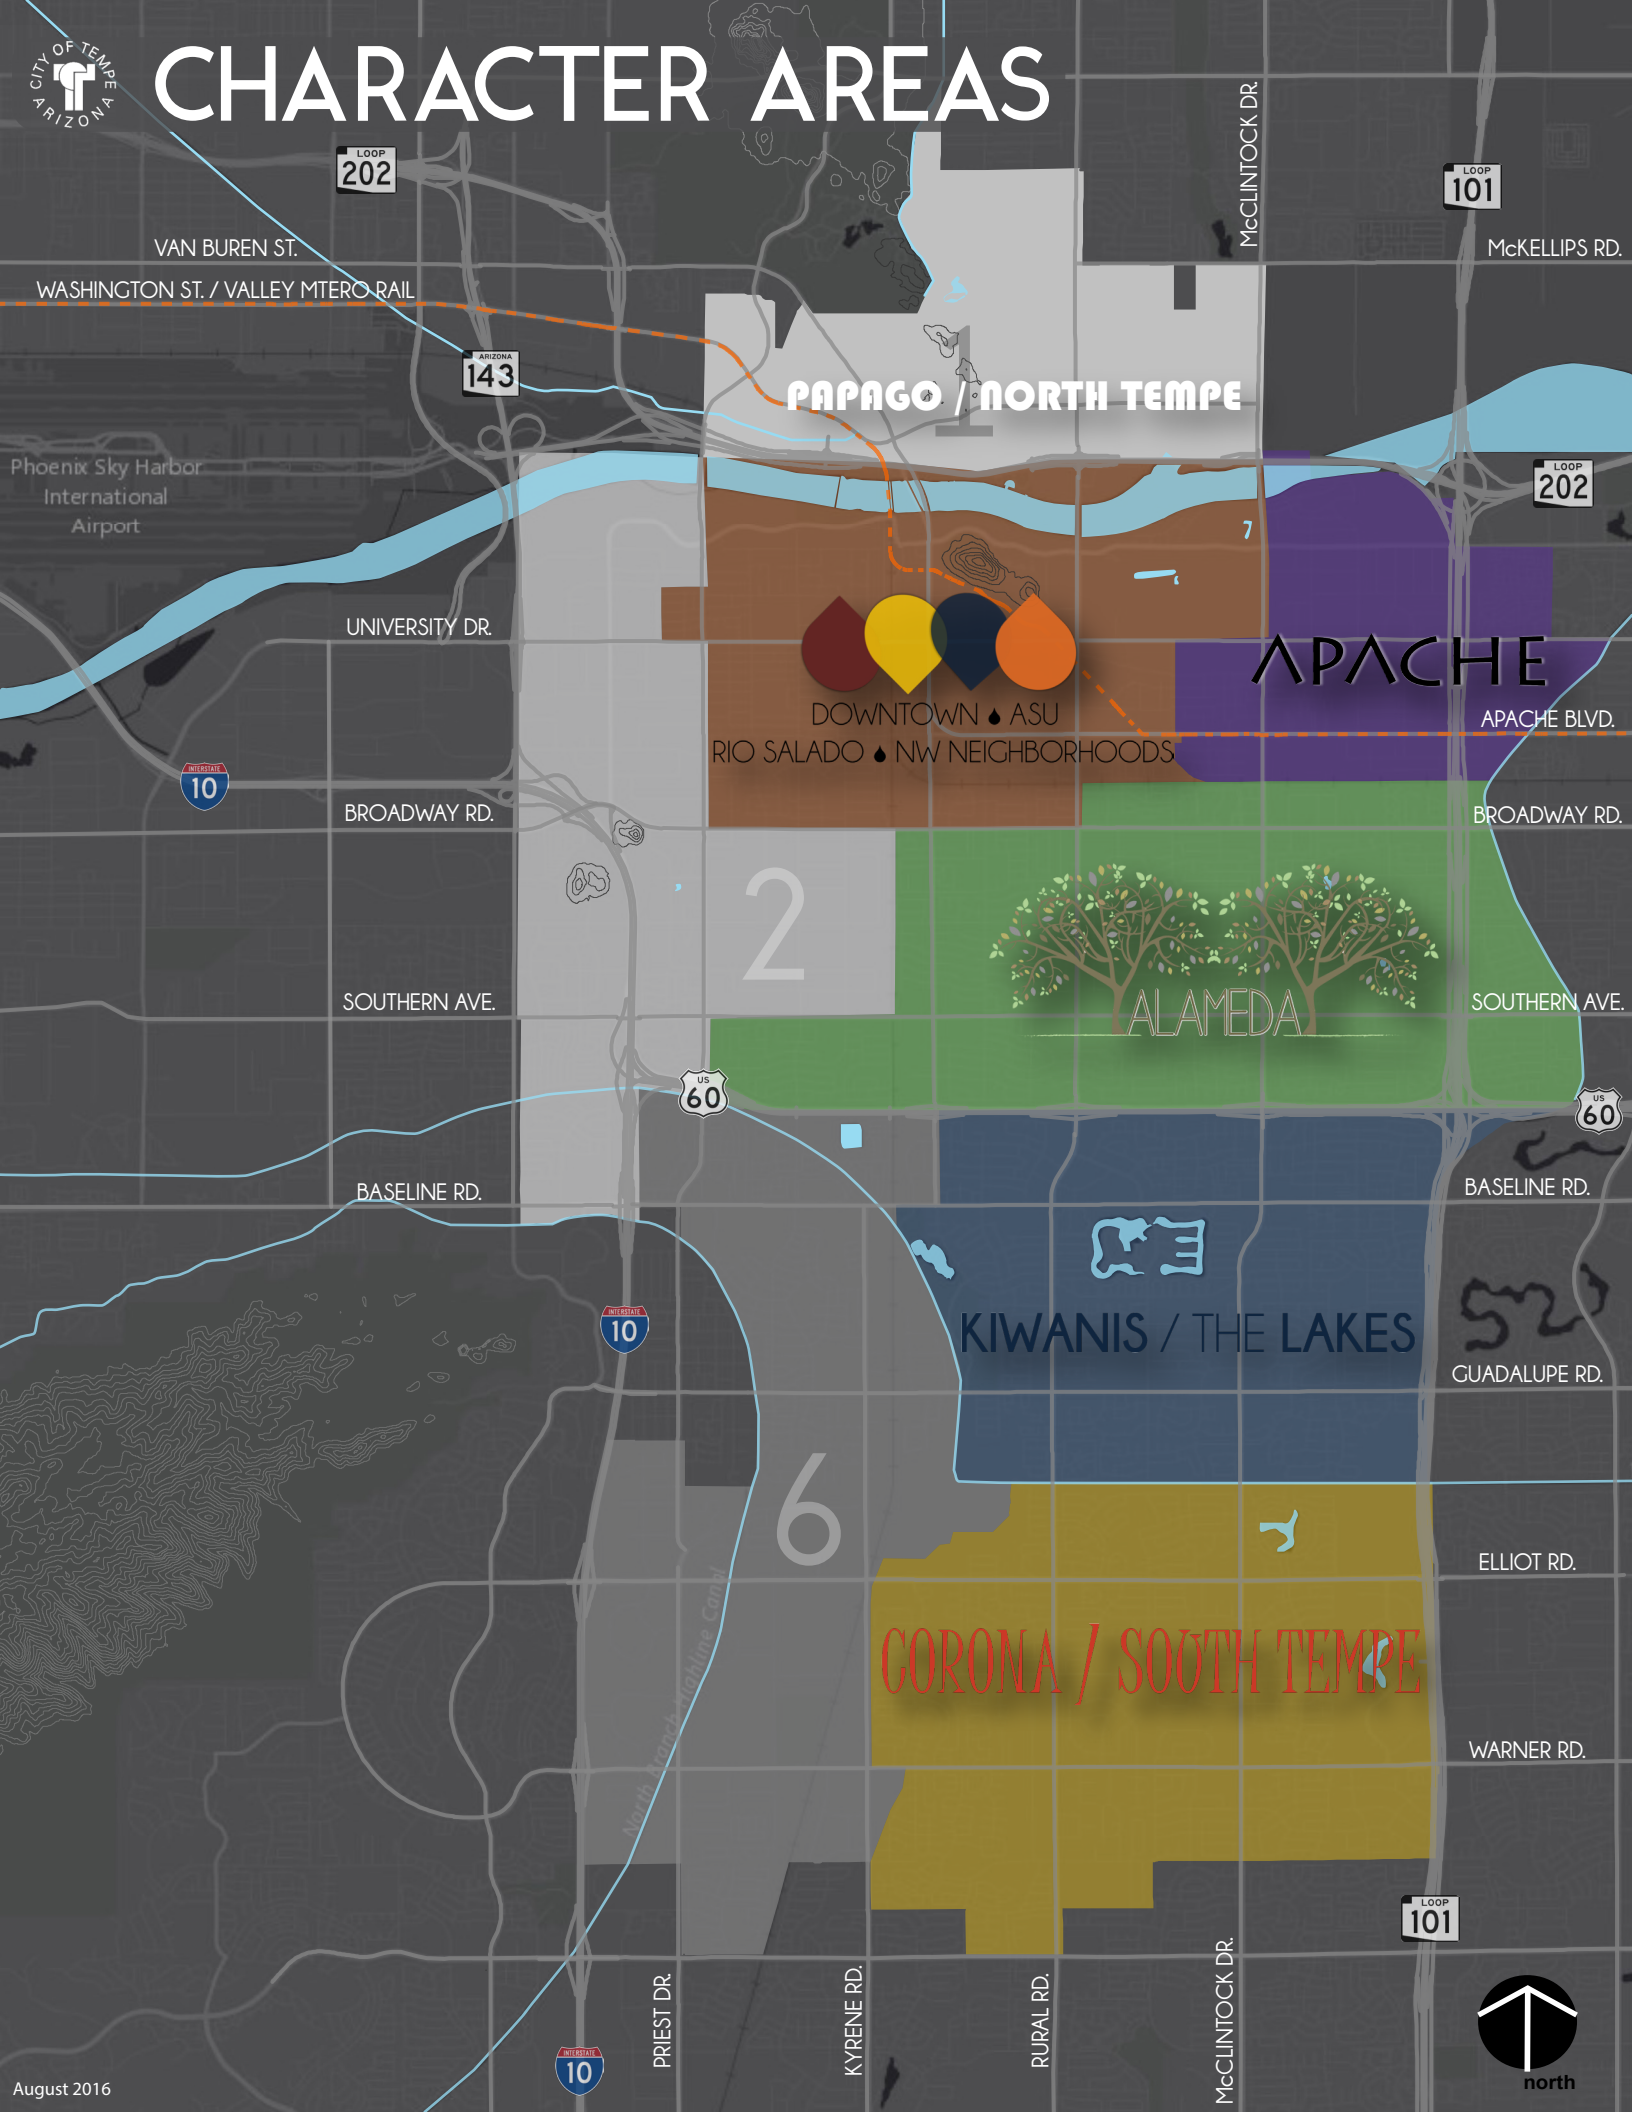 CITY OF TEMPE
ARIZONA
CHARACTER AREAS
McCLINTOCK DR.
LOOP
202
LOOP
101
VAN BUREN ST.
McKELLIPS RD.
WASHINGTON ST. / VALLEY MTERO RAIL
1
ARIZONA
143
PAPAGO / NORTH TEMPE
Phoenix Sky Harbor
International
Airport
LOOP
202
UNIVERSITY DR.
APACHE
DOWNTOWN ASU
APACHE BLVD.
RIO SALADO NW NEIGHBORHOODS
INTERSTATE
10
BROADWAY RD.
BROADWAY RD.
2
SOUTHERN AVE.
ALAMEDA
SOUTHERN AVE.
US
60
US
60
BASELINE RD.
BASELINE RD.
INTERSTATE
10
KIWANIS / THE LAKES
GUADALUPE RD.
6
ELLIOT RD.
North Branch Highline Canal
CORONA / SOUTH TEMPE
WARNER RD.
LOOP
101
PRIEST DR.
KYRENE RD.
RURAL RD.
McCLINTOCK DR.
INTERSTATE
10
north
August 2016